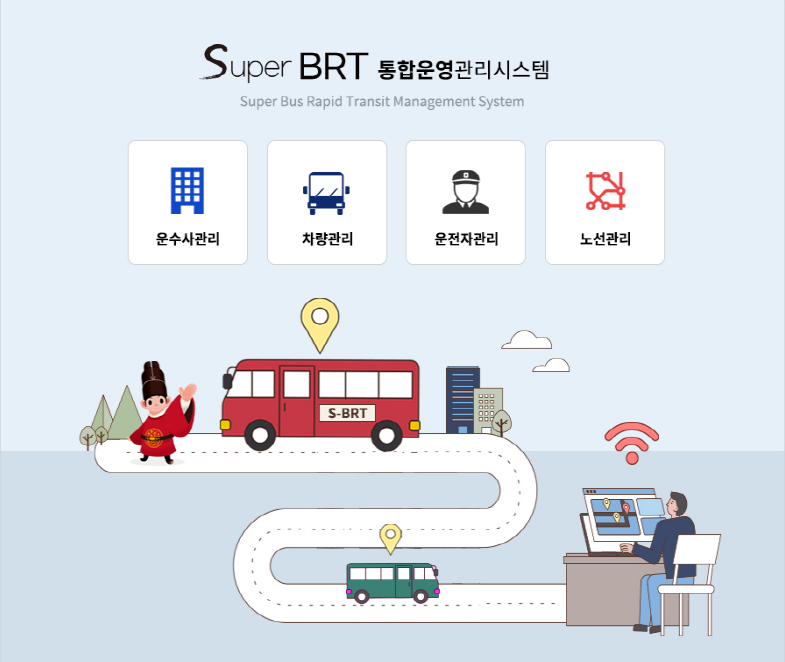 Super BRT 통합운영관리시스템
Super Bus Rapid Transit Management System
운수사관리
차량관리
운전자관리
노선관리
S-BRT